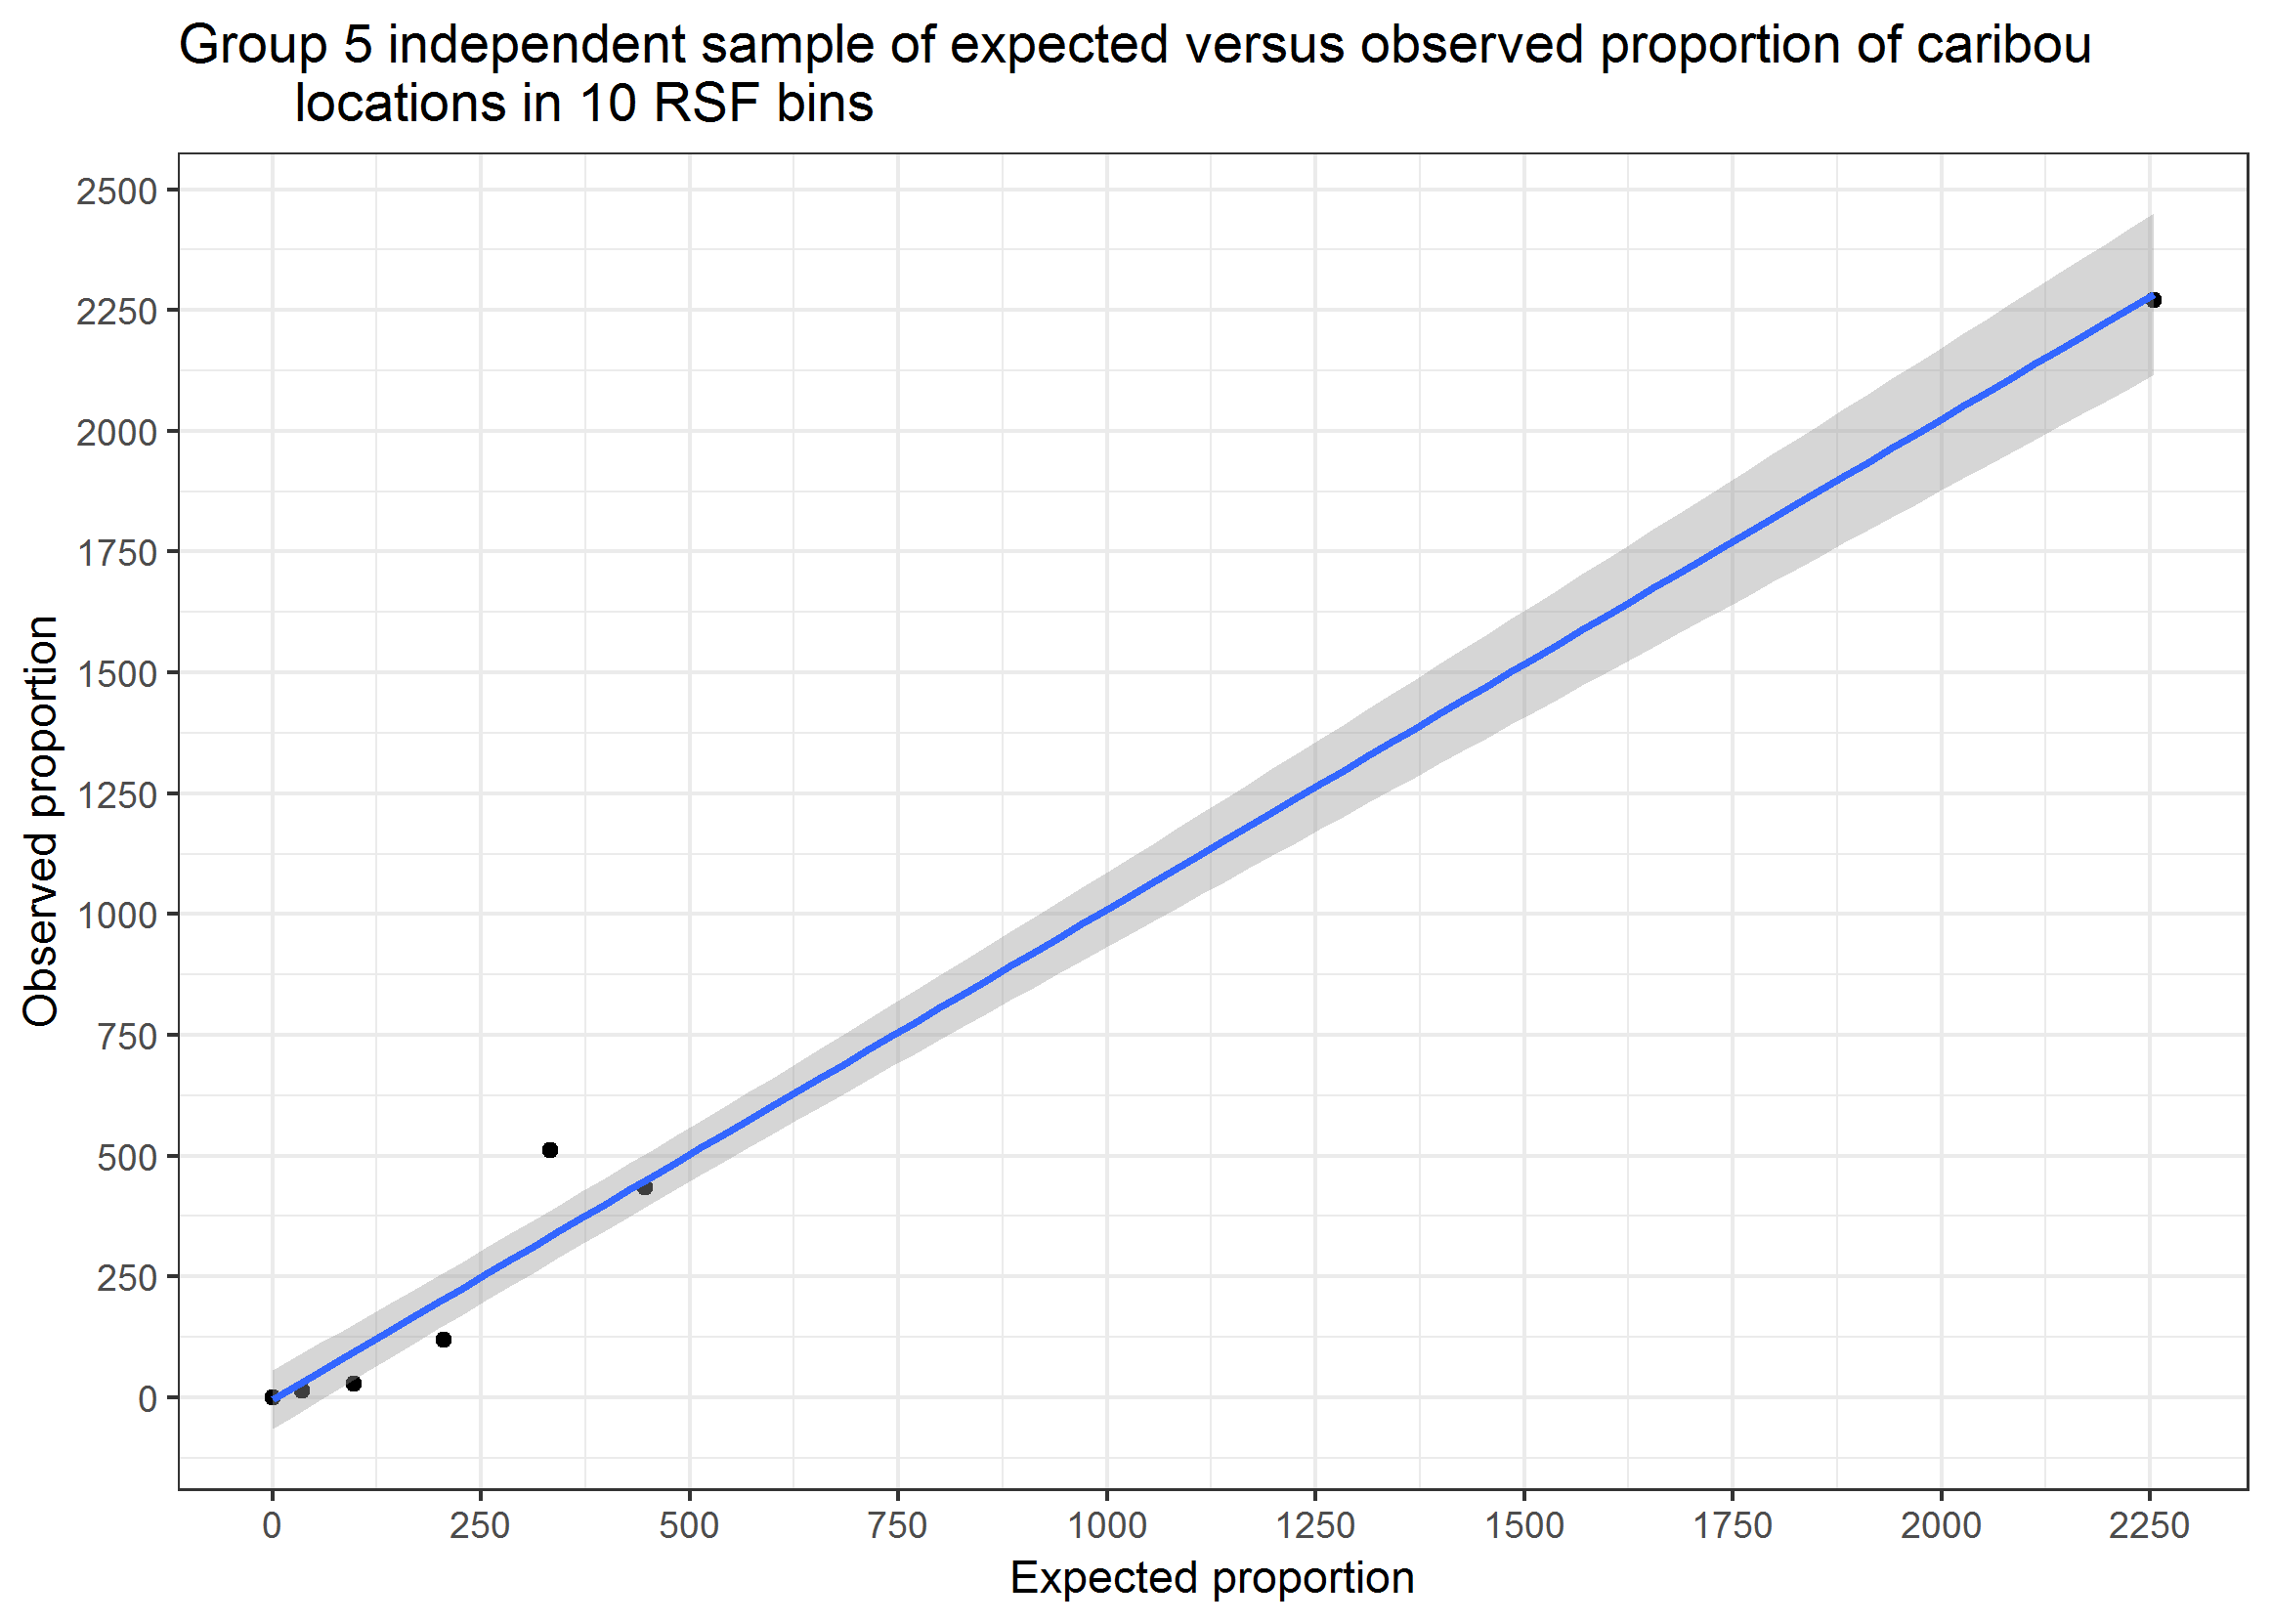 Group 5 independent sample of expected versus observed proportion of caribou
locations in 10 RSF bins
2500
2250
2000
1750
1500
1250
1000
750
500
250
0
Observed proportion
0 250 500 750 1000 1250 1500 1750 2000 2250
Expected proportion